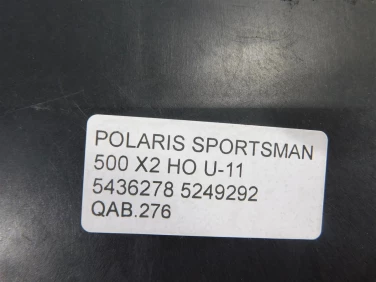 POLARIS SPORTSMAN
500 X2 HO U-11
5436278 5249292
QAB.276